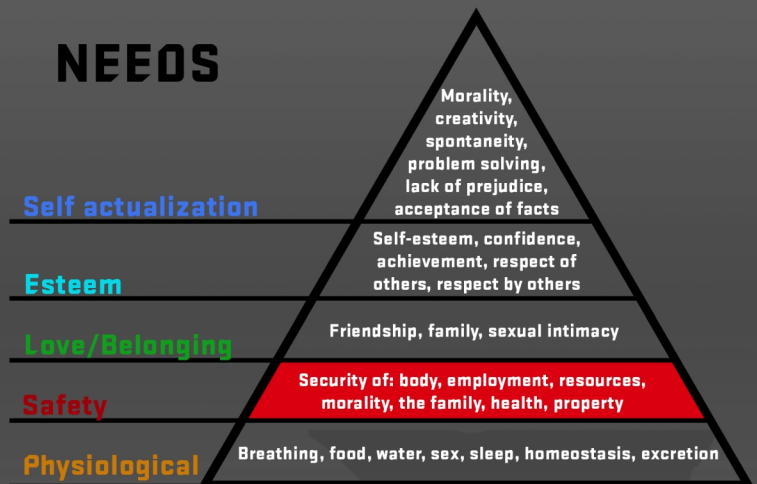 NEEDS
Morality,
creativity,
spontaneity,
problem solving,
lack of prejudice,
acceptance of facts
Self actualization
Self-esteem, confidence,
achievement, respect of
others, respect by others
Esteem
Friendship, family, sexual intimacy
Love/Belonging
Security of: body, employment, resources,
morality, the family, health, property
Safety
Breathing, food, water, sex, sleep, homeostasis, excretion
Physiological